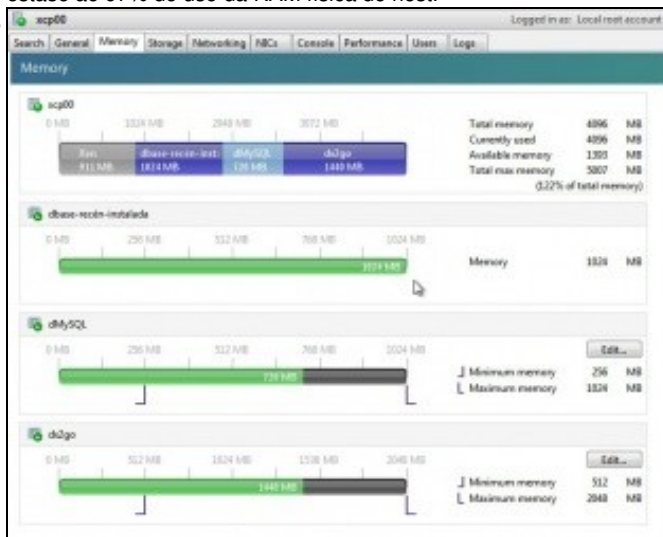 xcp00 Logged in as: Local root account
Search General Memory Storage Networking NICs Console Performance Users Logs
Memory
xcp00
0 MB 1024 MB 2048 MB 3072 MB
Xen dbase-recén-inst: dMySQL ds2go
911 MB 1024 MB 720 MB 1440 MB
Total memory 4096 MB
Currently used 4096 MB
Available memory 1303 MB
Total max memory 5007 MB
(122% of total memory)
dbase-recén-instalada
0 MB 256 MB 512 MB 768 MB 1024 MB
1024 MB
Memory 1024 MB
dMySQL
0 MB 256 MB 512 MB 768 MB 1024 MB
720 MB
Edit...
Minimum memory 256 MB
Maximum memory 1024 MB
ds2go
0 MB 512 MB 1024 MB 1536 MB 2048 MB
1440 MB
Edit...
Minimum memory 512 MB
Maximum memory 2048 MB